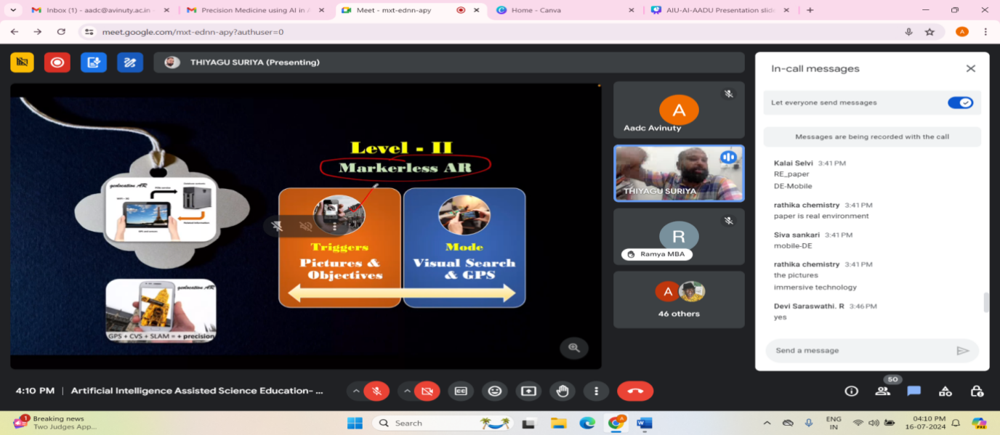 Inbox (1) - aadc@avinuty.ac.in -
Precision Medicine using AI in A
Meet - mxt-ednn-apy
Home - Canva
AIU-AI-AADU Presentation slide
meet.google.com/mxt-ednn-apy?authuser=0
A
THIYAGU SURIYA (Presenting)
Level - II
Markerless AR
Triggers
Pictures &
Objectives
Mode
Visual Search
& GPS
geolocation AR
geolocation AR
GPS + CVS + SLAM = + precision
A
Aadc Avinuty
THIYAGU SURIYA
R
Ramya MBA
A
46 others
In-call messages
Let everyone send messages
Messages are being recorded with the call
Kalai Selvi 3:41 PM
RE_paper
DE-Mobile
rathika chemistry 3:41 PM
paper is real environment
Siva sankari 3:41 PM
mobile-DE
rathika chemistry 3:41 PM
the pictures
immersive technology
Devi Saraswathi. R 3:46 PM
yes
Send a message
4:10 PM | Artificial Intelligence Assisted Science Education- ...
CC
50
1
Breaking news
Two Judges App...
Search
ENG
IN
04:10 PM
16-07-2024
PRE